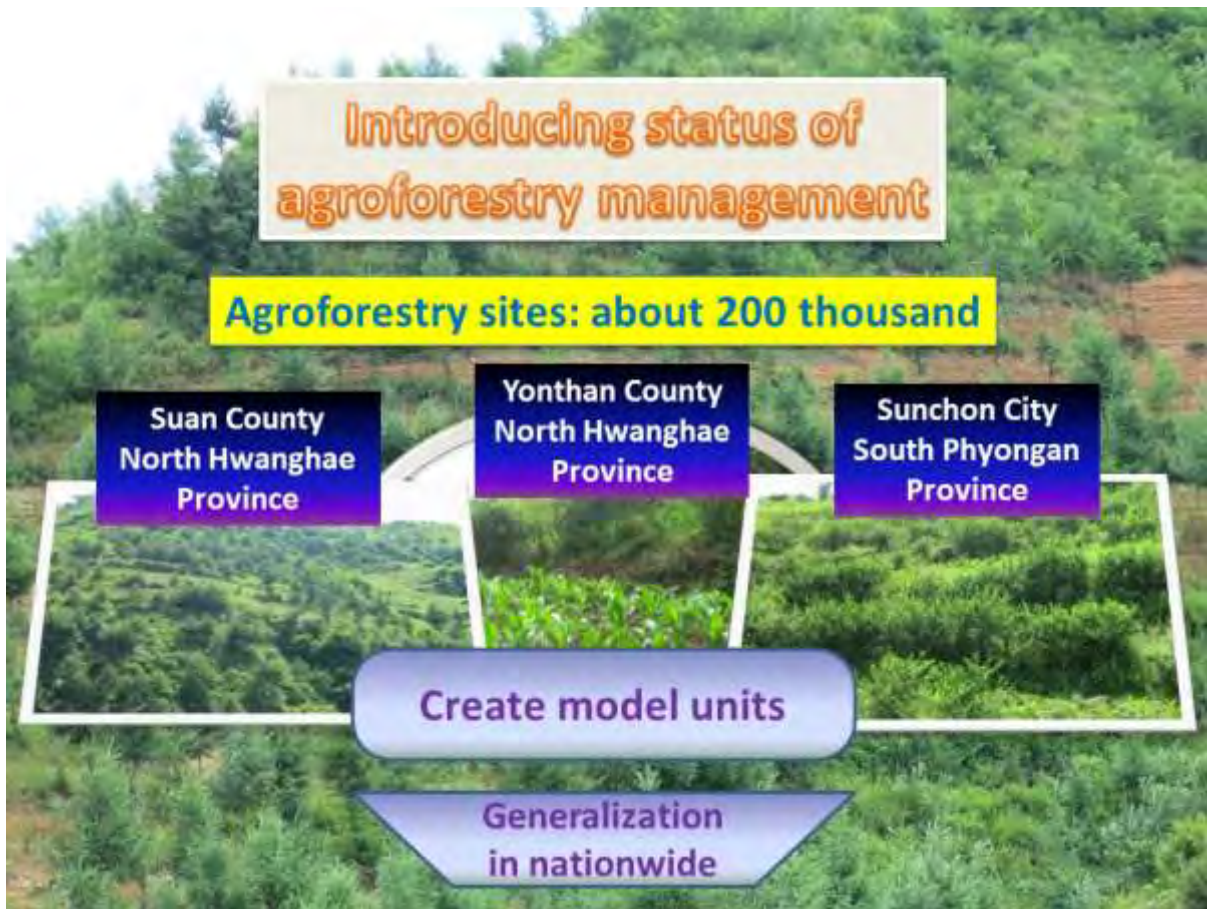 Introducing status of
agroforestry management
Agroforestry sites: about 200 thousand
Suan County
North Hwanghae
Province
Yonthan County
North Hwanghae
Province
Sunchon City
South Phyongan
Province
Create model units
Generalization
in nationwide